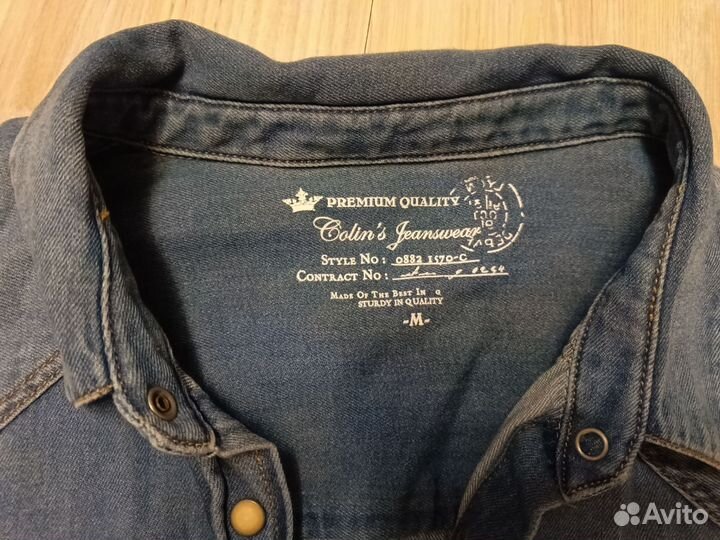 PREMIUM QUALITY
Colin's Jeanswear
STYLE No: 0882 1570-C
CONTRACT No: 0254
MADE OF THE BEST IN a
STURDY IN QUALITY
-M-
Avito